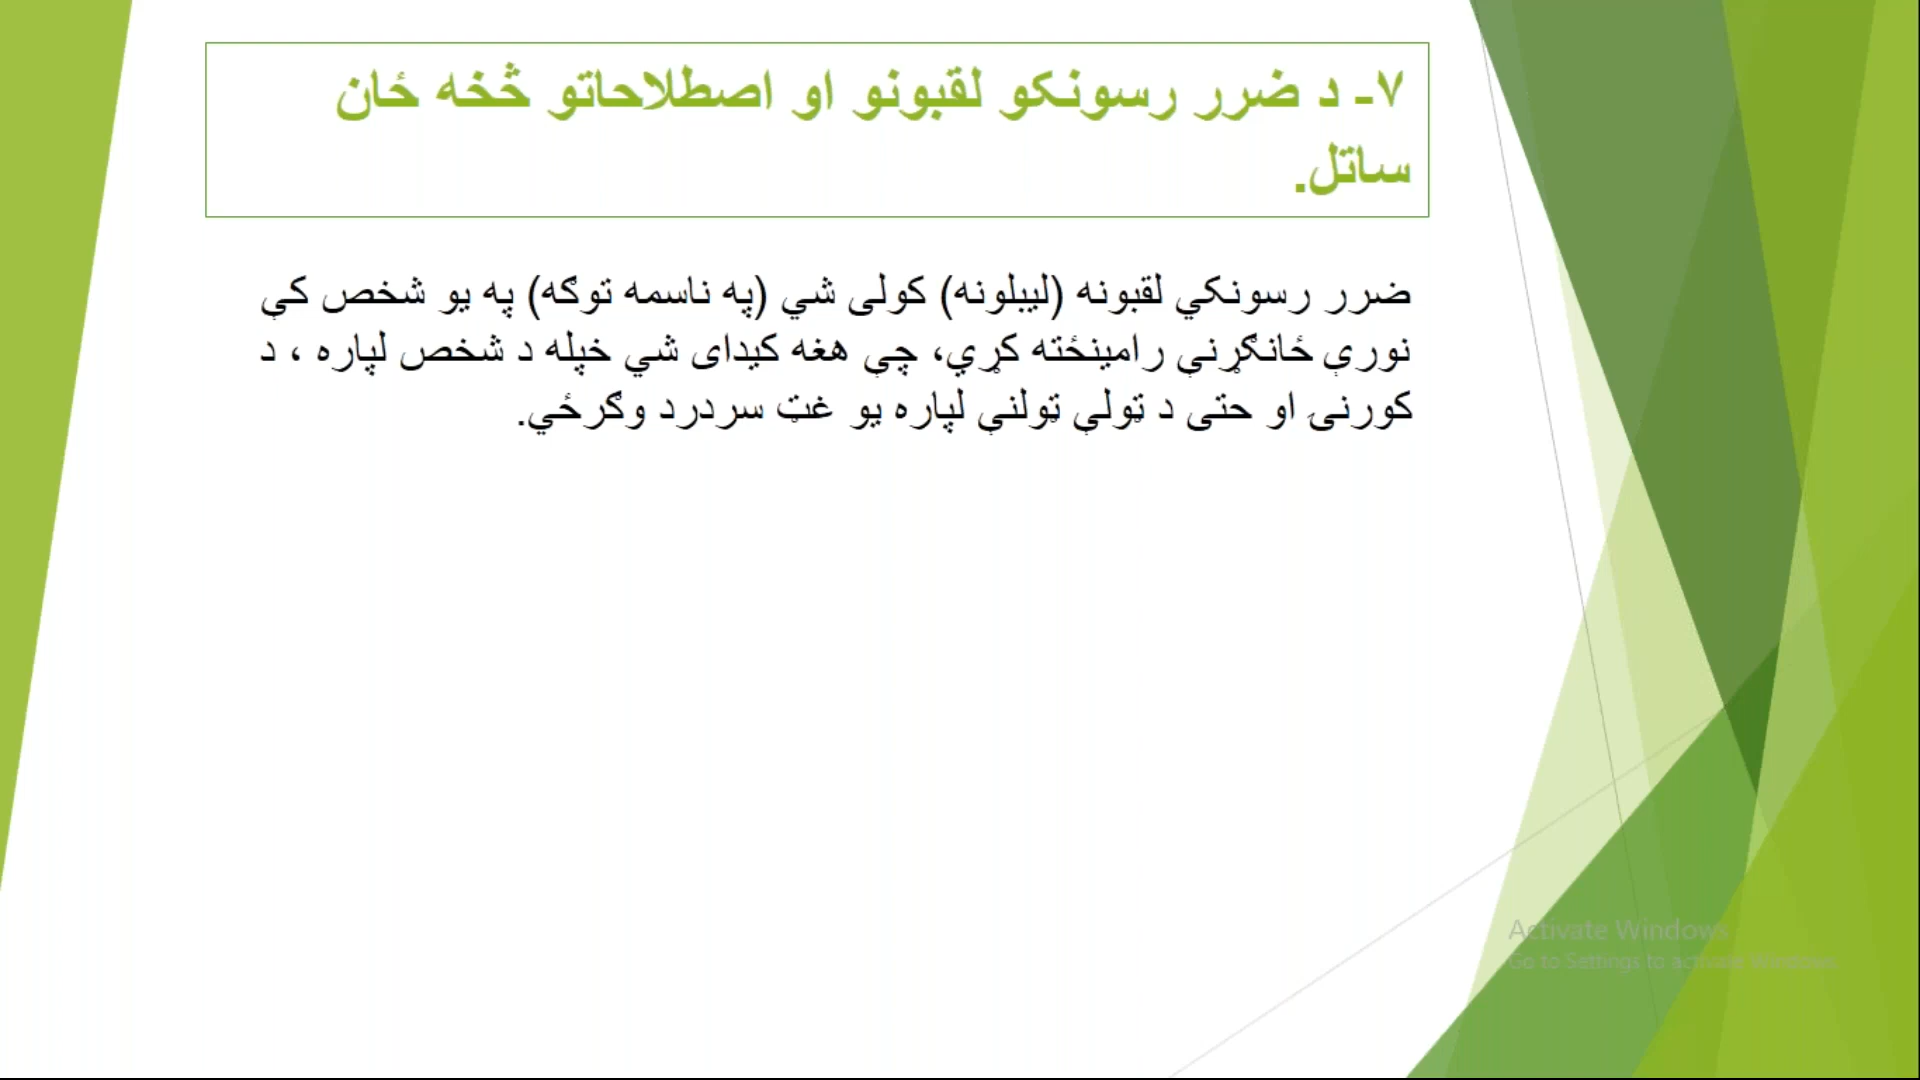 ۷- د ضرر رسونکو لقبونو او اصطلاحاتو څخه ځان
ساتل.
ضرر رسونکي لقبونه (لیبلونه) کولی شي (په ناسمه توګه) په یو شخص کې
نورې ځانګړنې رامینځته کړي، چې هغه کیدای شي خپله د شخص لپاره ، د
کورنۍ او حتی د ټولې ټولنې لپاره یو غټ سردرد وګرځي.
Activate Windows
Go to Settings to activate Windows.